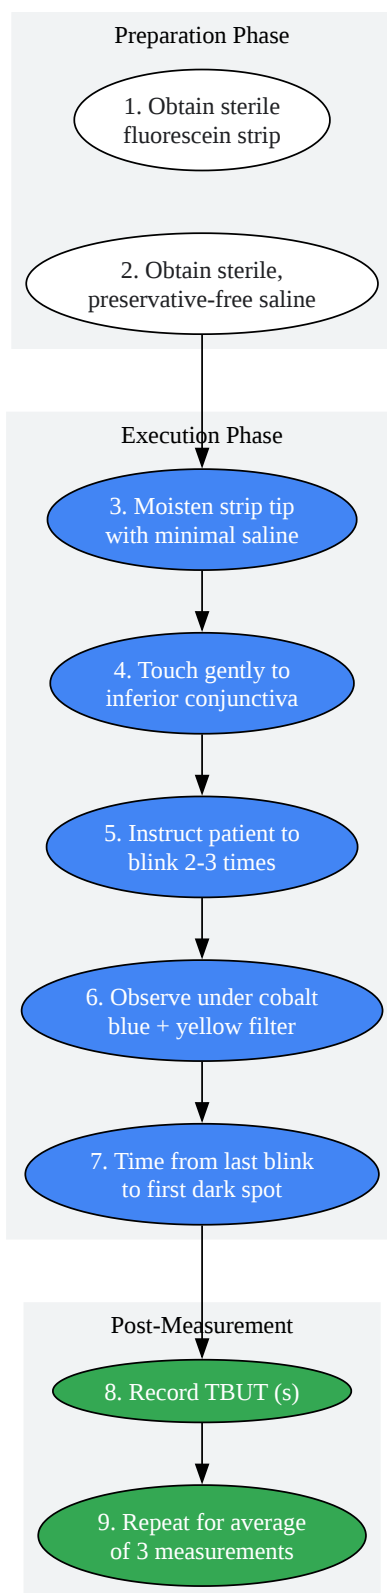 Preparation Phase
1. Obtain sterile
fluorescein strip
2. Obtain sterile,
preservative-free saline
Execution Phase
3. Moisten strip tip
with minimal saline
4. Touch gently to
inferior conjunctiva
5. Instruct patient to
blink 2-3 times
6. Observe under cobalt
blue + yellow filter
7. Time from last blink
to first dark spot
Post-Measurement
8. Record TBUT (s)
9. Repeat for average
of 3 measurements